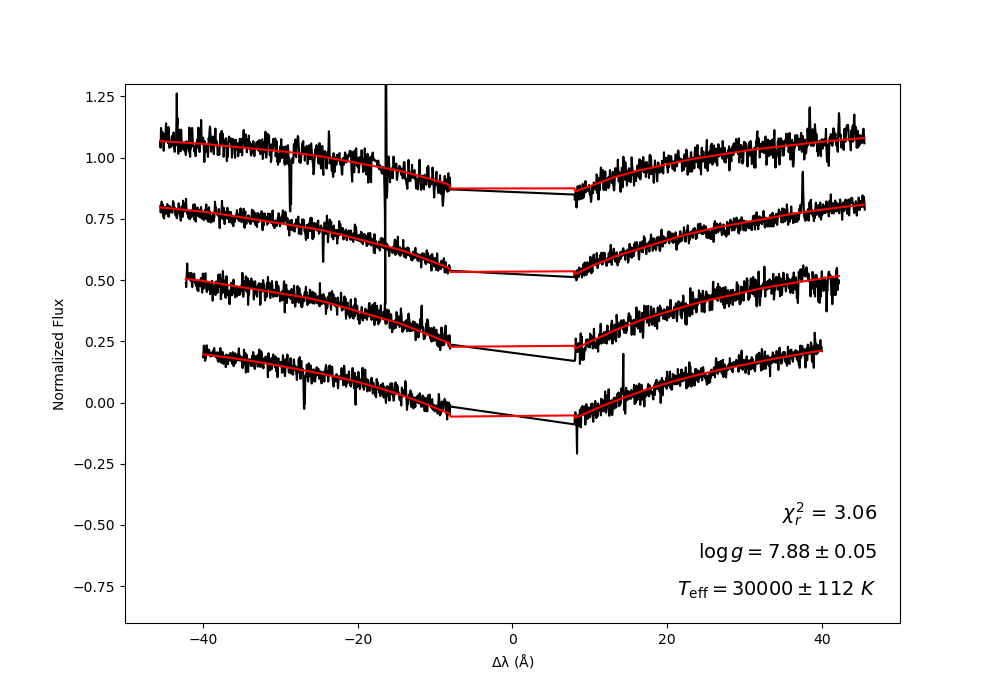 1.25
1.00
0.75
0.50
0.25
0.00
−0.25
−0.50
−0.75
Normalized Flux
χ²ᵣ = 3.06
log g = 7.88 ± 0.05
T_eff = 30000 ± 112 K
−40 −20 0 20 40
Δλ (Å)